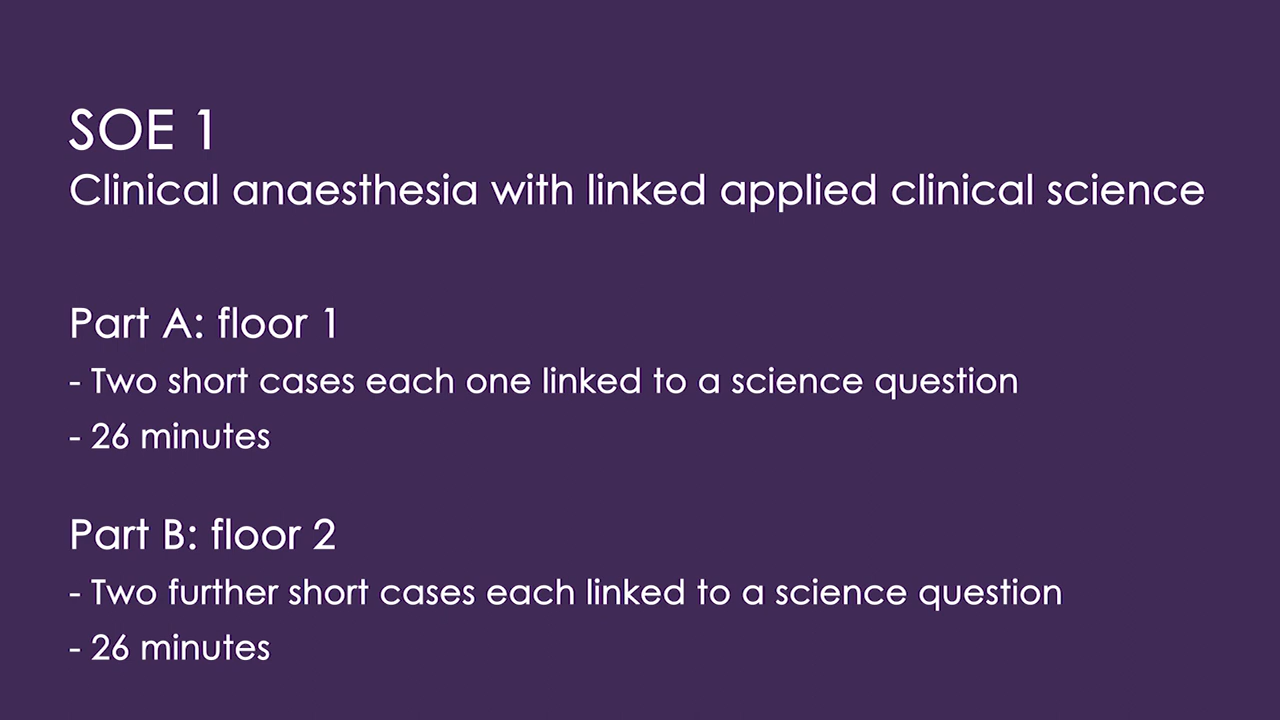 SOE 1
Clinical anaesthesia with linked applied clinical science
Part A: floor 1
- Two short cases each one linked to a science question
- 26 minutes
Part B: floor 2
- Two further short cases each linked to a science question
- 26 minutes